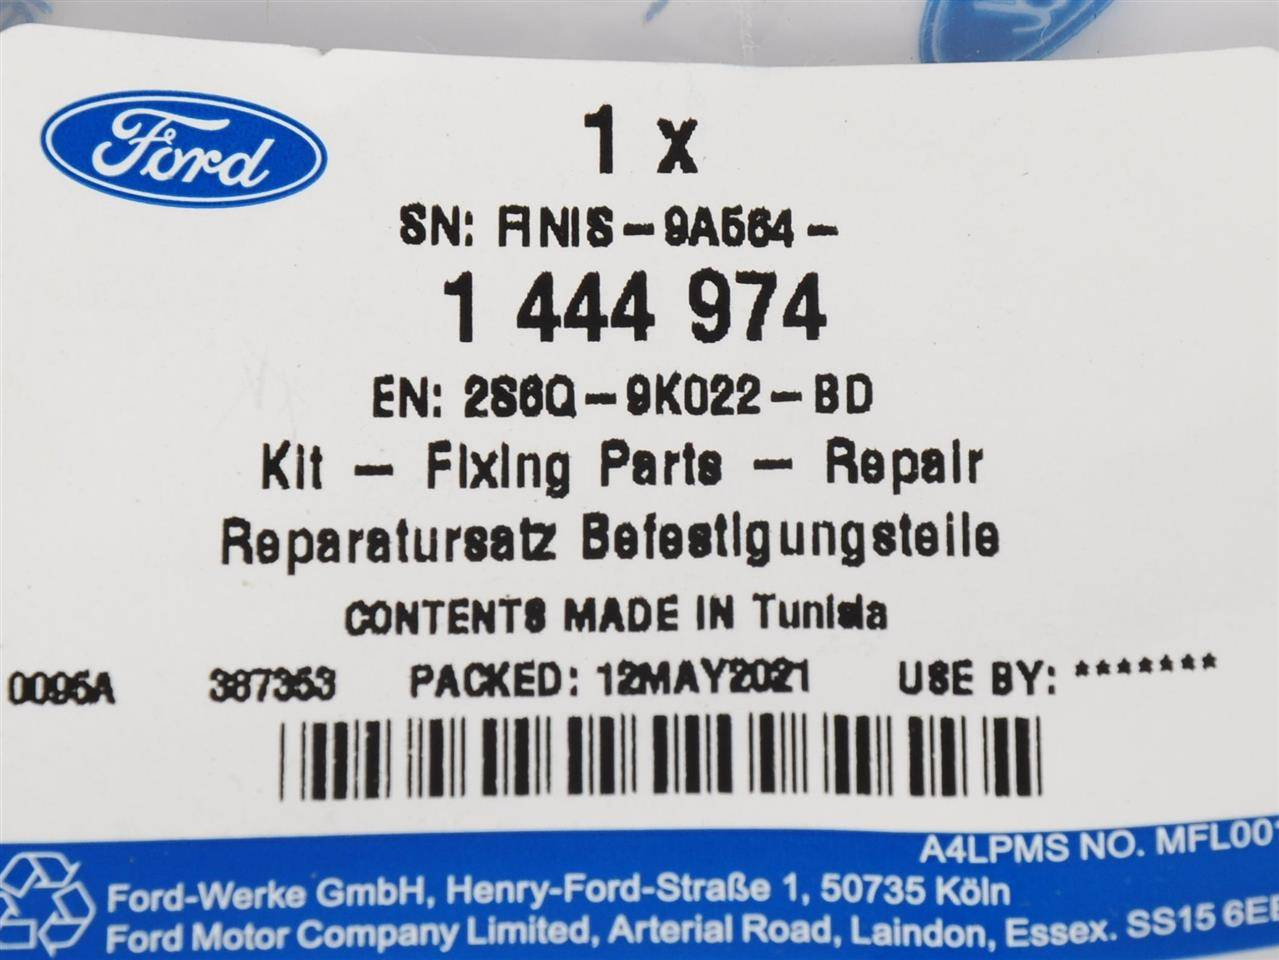 Ford
1 x
SN: FINIS-9A564-
1 444 974
EN: 2S6Q-9K022-BD
Kit - Fixing Parts - Repair
Reparatursatz Befestigungsteile
CONTENTS MADE IN Tunisia
0095A 387353 PACKED: 12MAY2021 USE BY: *******
A4LPMS NO. MFL00
Ford-Werke GmbH, Henry-Ford-Straße 1, 50735 Köln
Ford Motor Company Limited, Arterial Road, Laindon, Essex. SS15 6E